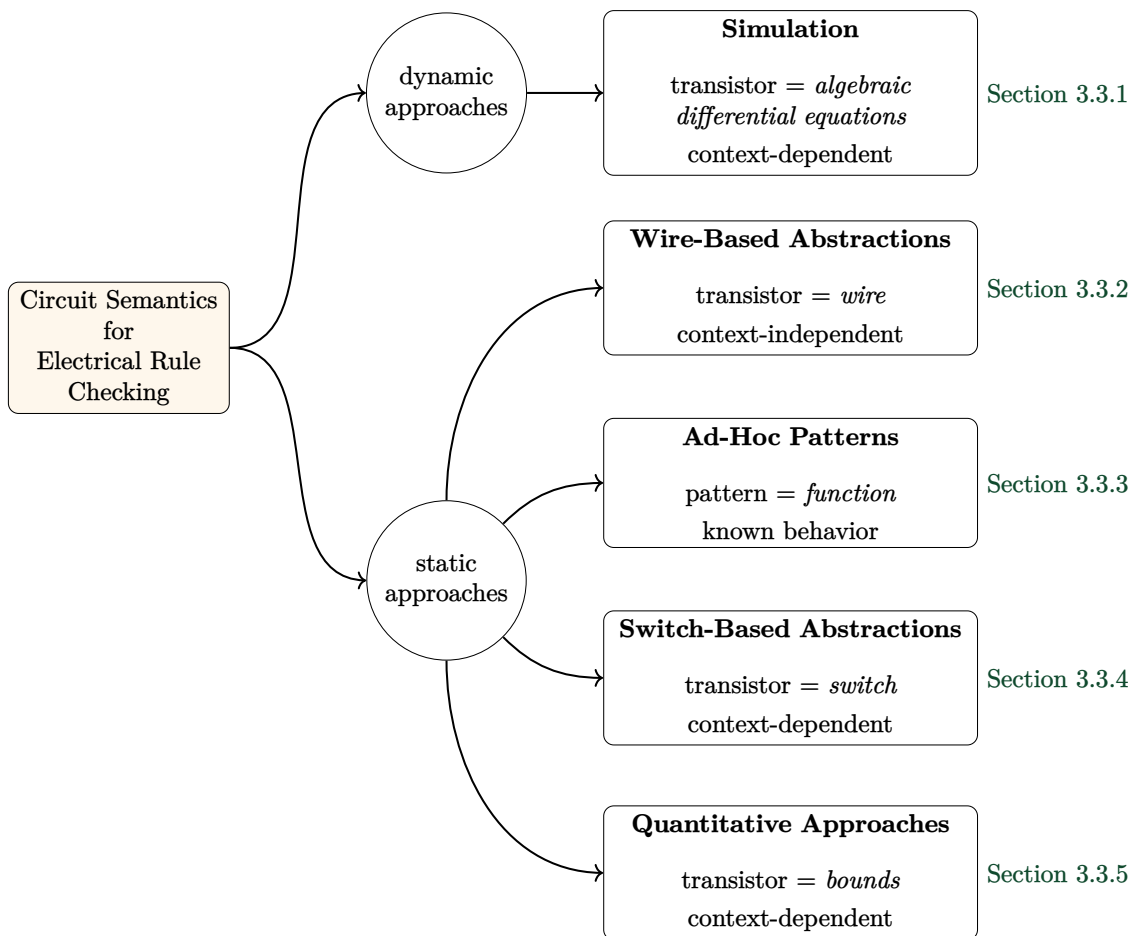 dynamic
approaches
Simulation
transistor = algebraic
differential equations
context-dependent
Section 3.3.1
Wire-Based Abstractions
transistor = wire
context-independent
Section 3.3.2
Circuit Semantics
for
Electrical Rule
Checking
Ad-Hoc Patterns
pattern = function
known behavior
Section 3.3.3
static
approaches
Switch-Based Abstractions
transistor = switch
context-dependent
Section 3.3.4
Quantitative Approaches
transistor = bounds
context-dependent
Section 3.3.5